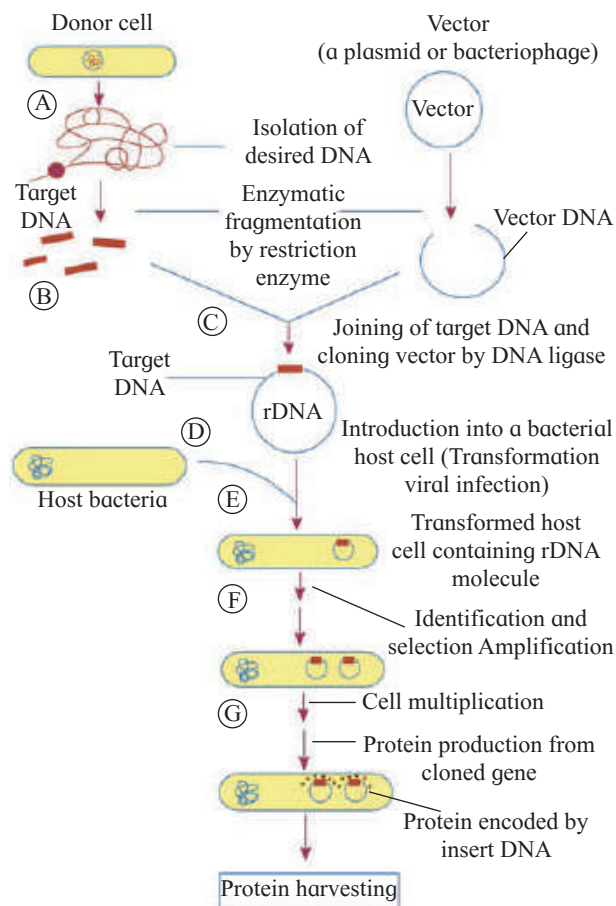 Donor cell
Vector
(a plasmid or bacteriophage)
A
Vector
Isolation of
desired DNA
Target
DNA
Enzymatic
fragmentation
by restriction
enzyme
Vector DNA
B
C
Joining of target DNA and
cloning vector by DNA ligase
Target
DNA
rDNA
D
Introduction into a bacterial
host cell (Transformation
viral infection)
Host bacteria
E
Transformed host
cell containing rDNA
molecule
F
Identification and
selection Amplification
G
Cell multiplication
Protein production from
cloned gene
Protein encoded by
insert DNA
Protein harvesting